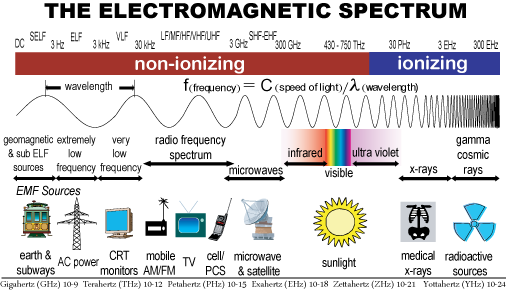 THE ELECTROMAGNETIC SPECTRUM
DC SELF 3 Hz ELF 3 kHz VLF 30 kHz LF/MF/HF/VHF/UHF 3 GHz SHF-EHF 300 GHz 430 - 750 THz 30 PHz 3 EHz 300 EHz
non-ionizing ionizing
wavelength f(frequency) = C (speed of light)/λ(wavelength)
geomagnetic & sub ELF sources
extremely low frequency
very low frequency
radio frequency spectrum
microwaves
infrared
visible
ultra violet
x-rays
gamma cosmic rays
EMF Sources
earth & subways
AC power
CRT monitors
mobile AM/FM
TV
cell/ PCS
microwave & satellite
sunlight
medical x-rays
radioactive sources
Gigahertz (GHz) 10-9 Terahertz (THz) 10-12 Petahertz (PHz) 10-15 Exahertz (EHz) 10-18 Zettahertz (ZHz) 10-21 Yottahertz (YHz) 10-24